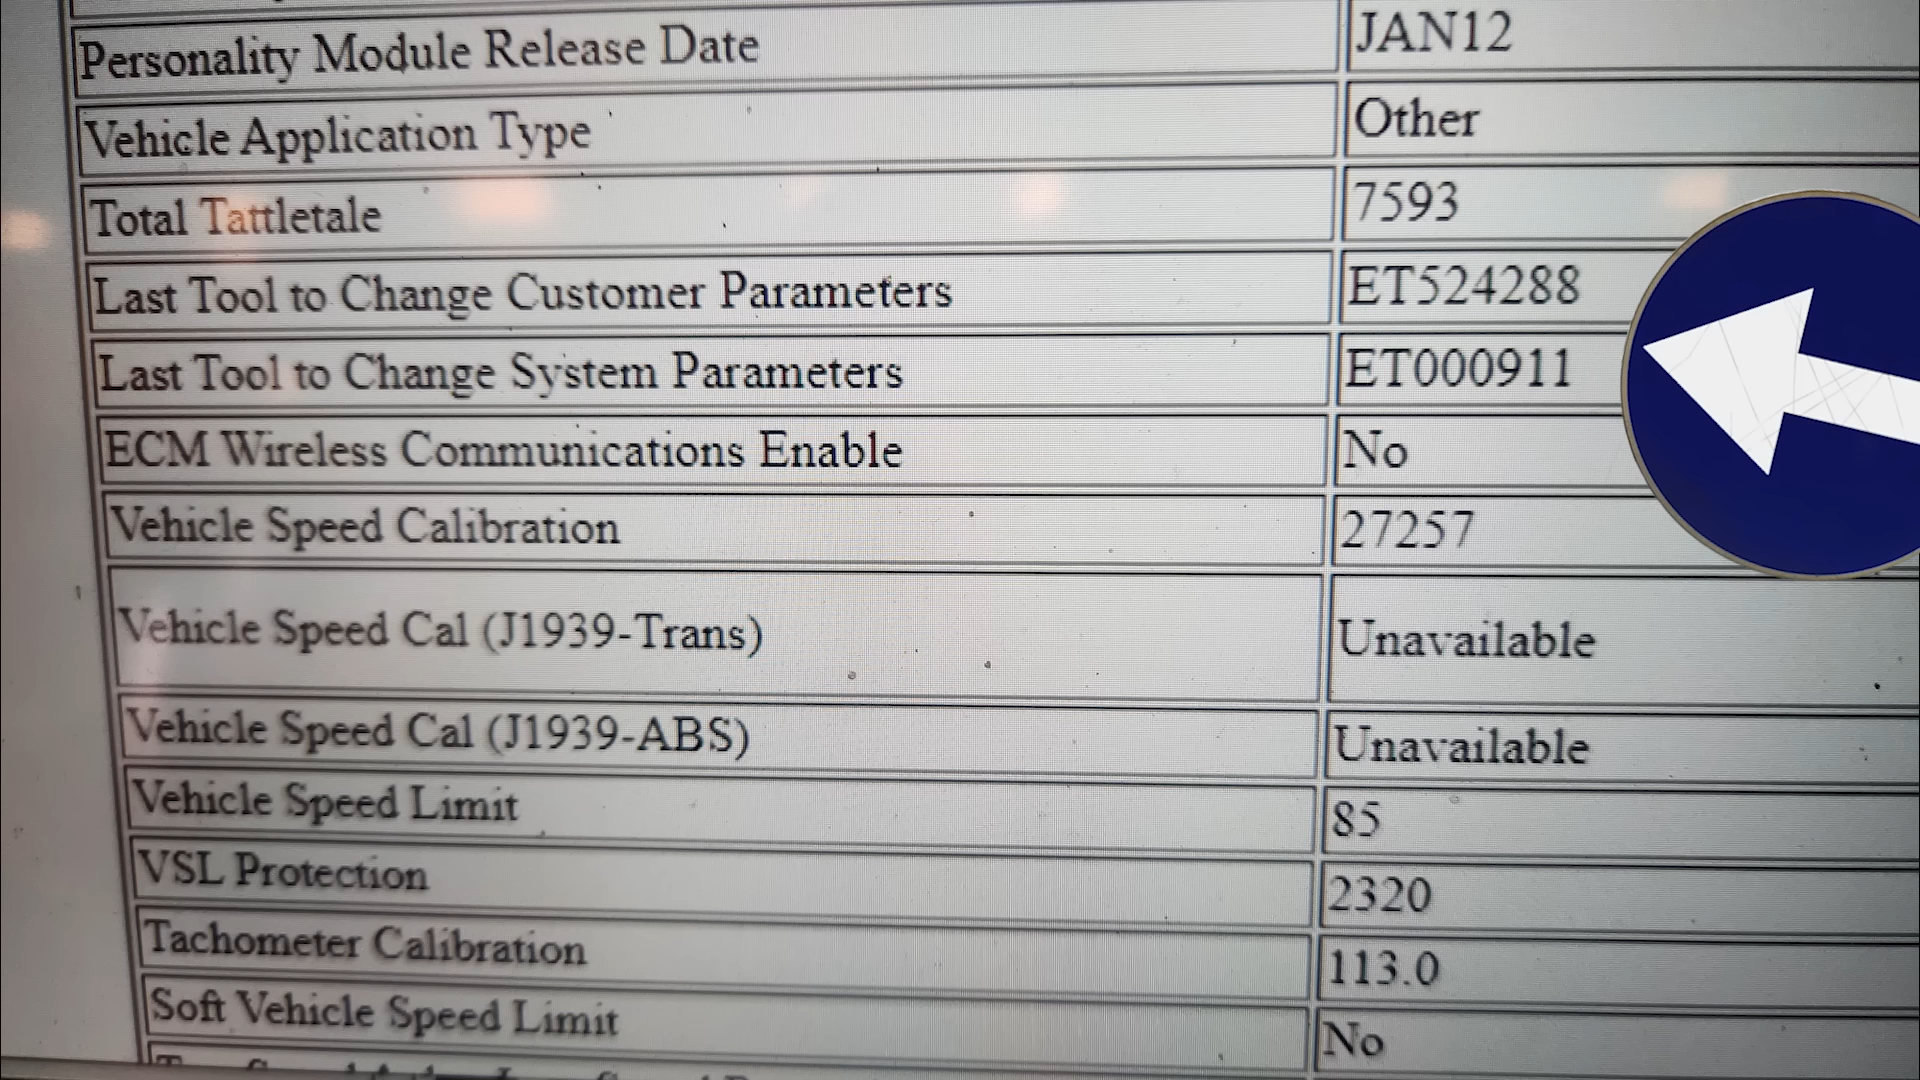 Personality Module Release Date JAN12
Vehicle Application Type Other
Total Tattletale 7593
Last Tool to Change Customer Parameters ET524288
Last Tool to Change System Parameters ET000911
ECM Wireless Communications Enable No
Vehicle Speed Calibration 27257
Vehicle Speed Cal (J1939-Trans) Unavailable
Vehicle Speed Cal (J1939-ABS) Unavailable
Vehicle Speed Limit 85
VSL Protection 2320
Tachometer Calibration 113.0
Soft Vehicle Speed Limit No